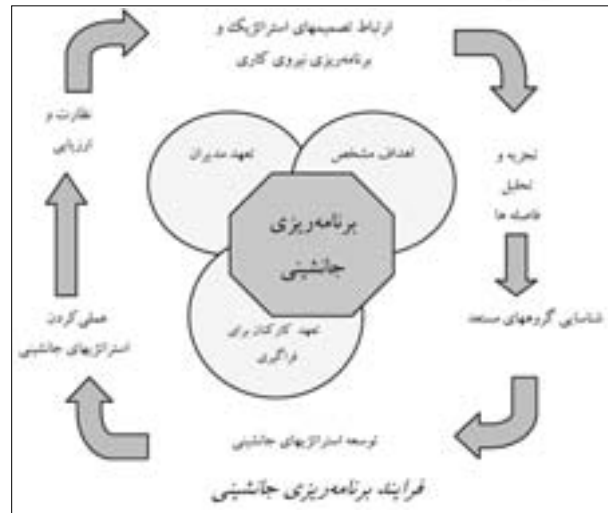 ارتباط تصمیمهای استراتژیک و
برنامه‌ریزی نیروی کاری
تجزیه و
تحلیل
فاصله ها
شناسایی گروههای مستعد
توسعه استراتژیهای جانشینی
عملی‌کردن
استراتژیهای جانشینی
نظارت و
ارزیابی
اهداف مشخص
تعهد مدیران
برنامه‌ریزی
جانشینی
تعهد کارکنان برای
فراگیری
فرایند برنامه‌ریزی جانشینی